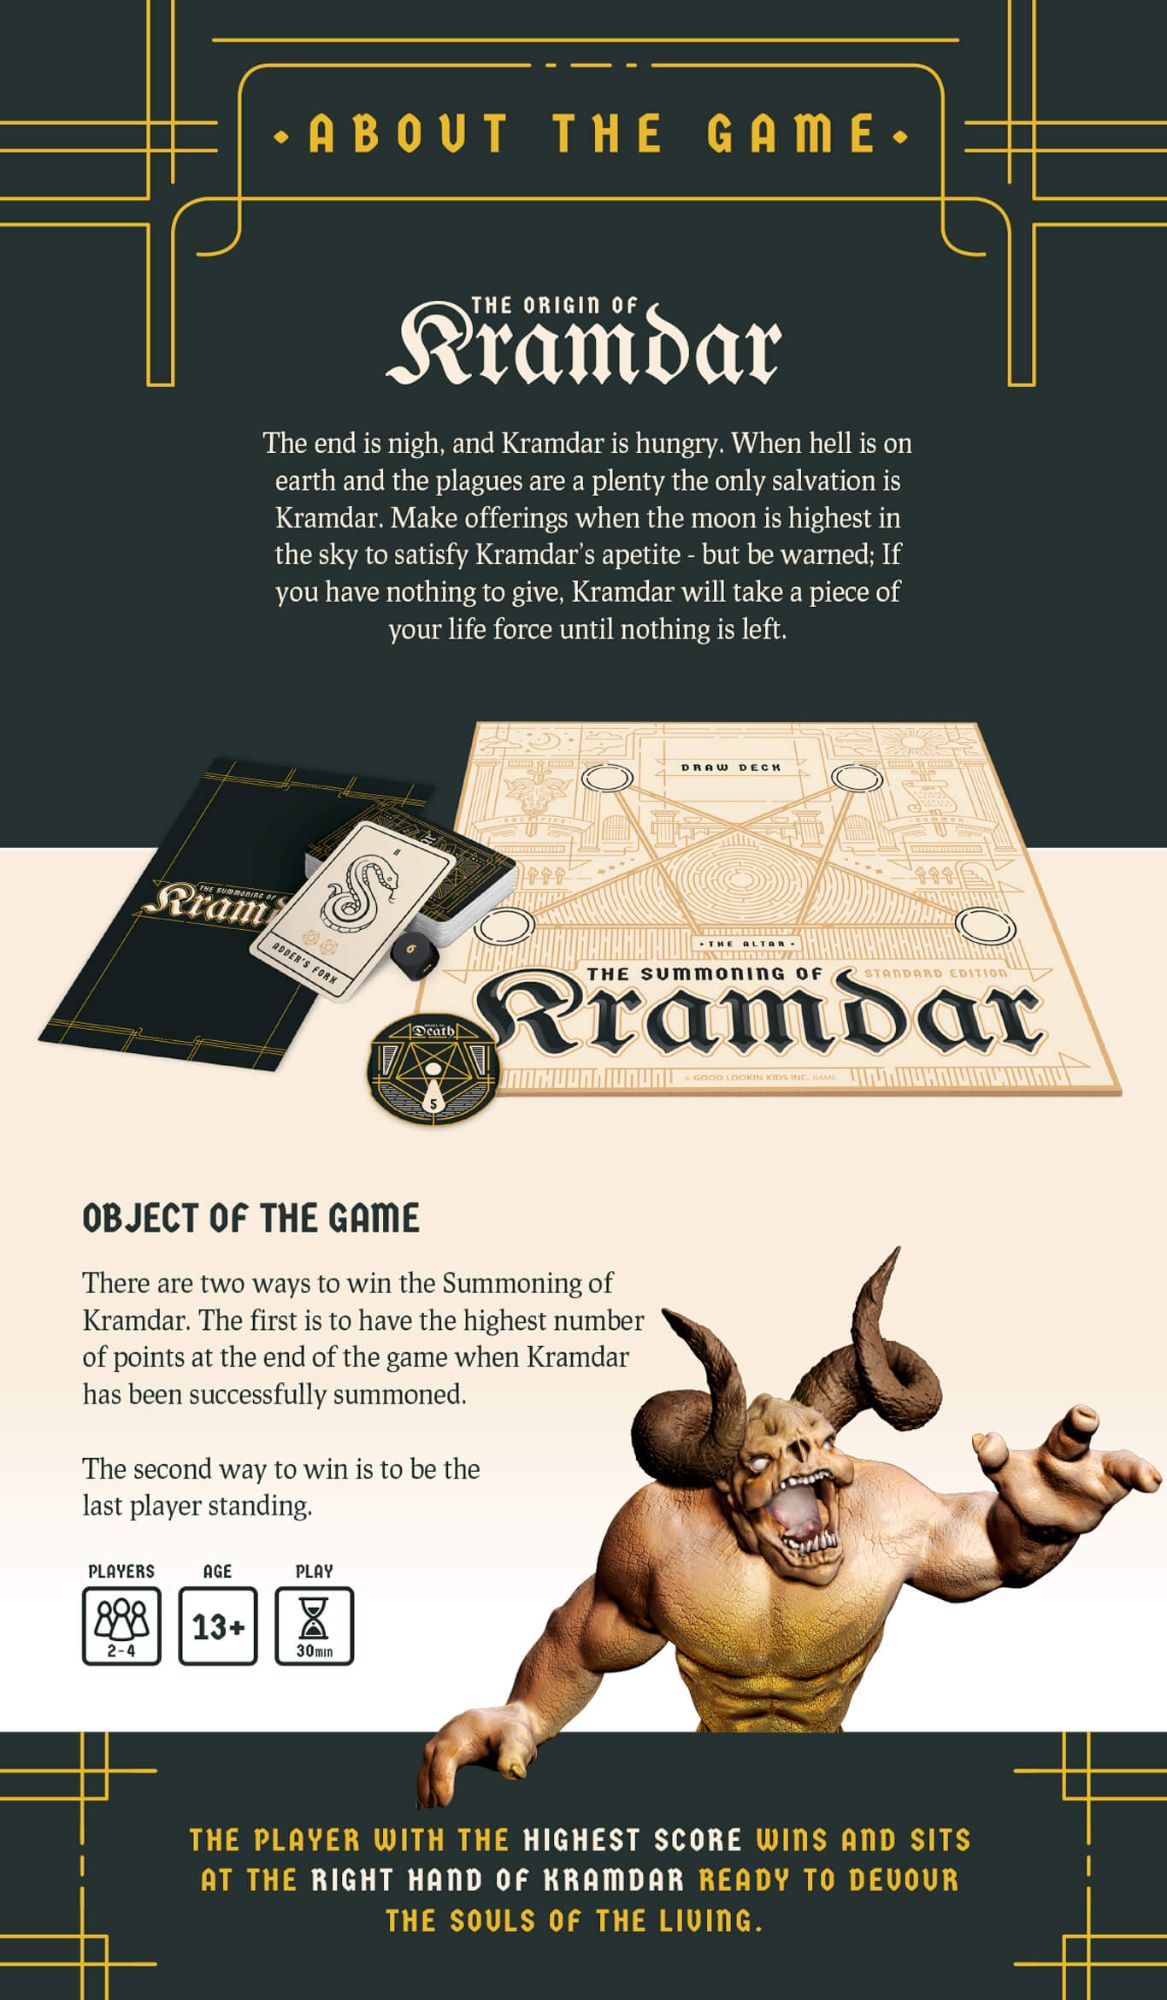 ABOUT THE GAME
THE ORIGIN OF
Kramdar
The end is nigh, and Kramdar is hungry. When hell is on
earth and the plagues are a plenty the only salvation is
Kramdar. Make offerings when the moon is highest in
the sky to satisfy Kramdar's apetite - but be warned; If
you have nothing to give, Kramdar will take a piece of
your life force until nothing is left.
DRAW DECK
SACRIFICE
SUMMON
THE SUMMONING OF
Kramd
II
ADDER'S FORK
6
• THE ALTAR •
THE SUMMONING OF
STANDARD EDITION
Kramdar
A GOOD LOOKIN KIDS INC. GAME
Death
5
OBJECT OF THE GAME
There are two ways to win the Summoning of
Kramdar. The first is to have the highest number
of points at the end of the game when Kramdar
has been successfully summoned.
The second way to win is to be the
last player standing.
PLAYERS AGE PLAY
2-4 13+ 30min
THE PLAYER WITH THE HIGHEST SCORE WINS AND SITS
AT THE RIGHT HAND OF KRAMDAR READY TO DEVOUR
THE SOULS OF THE LIVING.